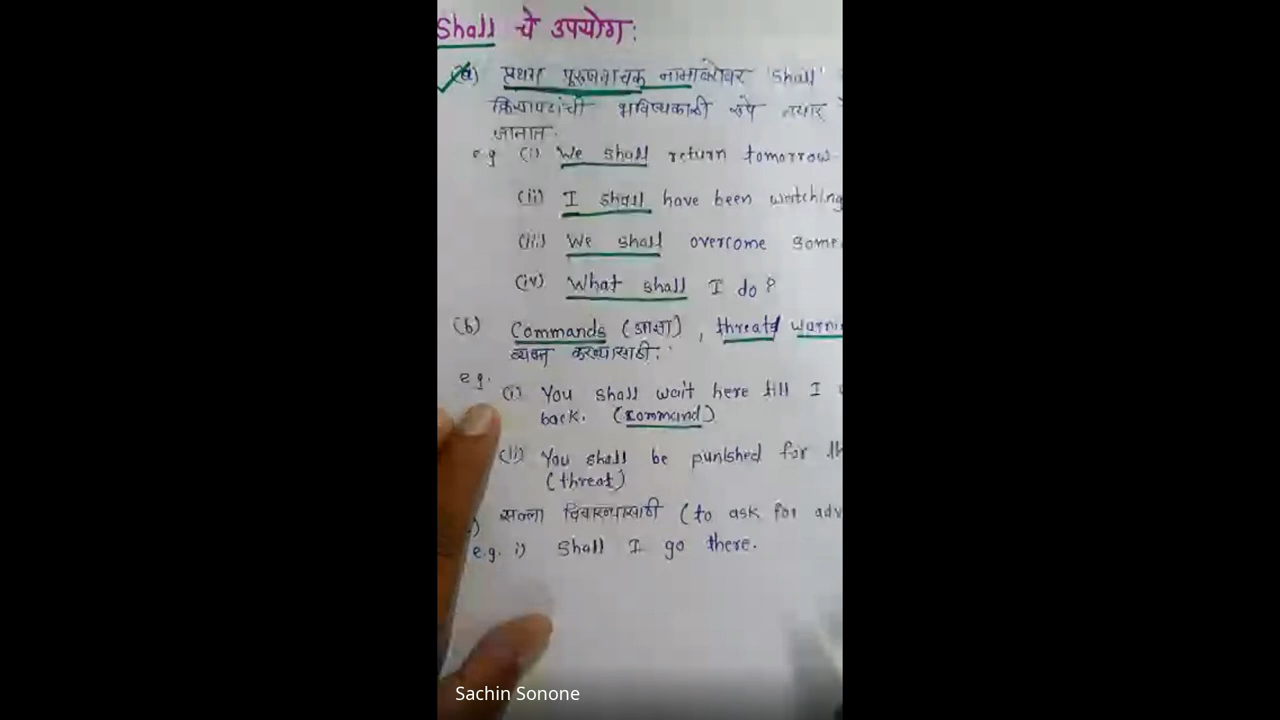 Shall चे उपयोग:
(a) प्रथम पुरूषवाचक नामाबरोबर 'shall'
क्रियापदांची भविष्यकाळी रूपे तयार
जातात.
e.g (i) We shall return tomorrow
(ii) I shall have been watching
(iii) We shall overcome some
(iv) What shall I do?
(b) Commands (आज्ञा), threats
व्यक्त करण्यासाठी:
e.g. (i) You shall wait here till I
back. (command)
(ii) You shall be punished for
(threat)
सल्ला विचारण्यासाठी (to ask for
e.g. i) Shall I go there.
Sachin Sonone